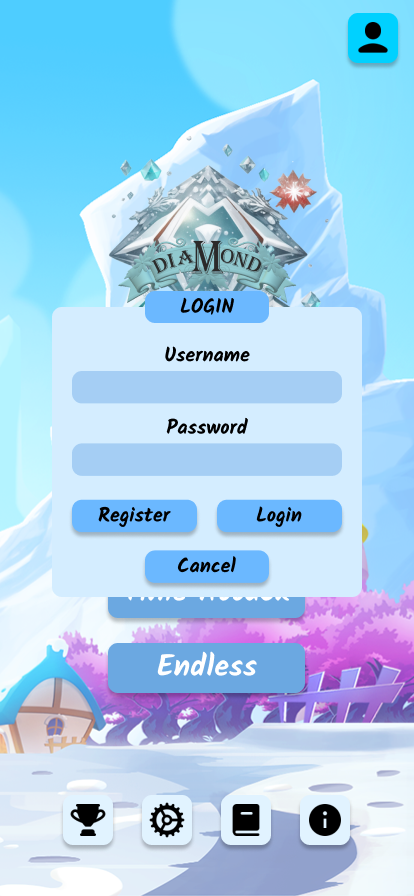 DIAMOND
LOGIN
Username
Password
Register
Login
Cancel
Endless